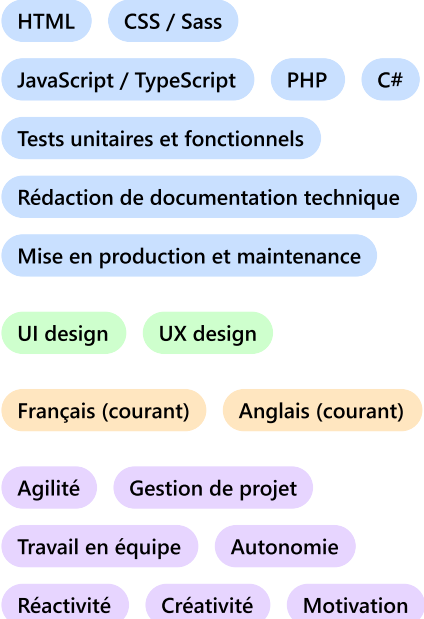 HTML CSS / Sass
JavaScript / TypeScript PHP C#
Tests unitaires et fonctionnels
Rédaction de documentation technique
Mise en production et maintenance
UI design UX design
Français (courant) Anglais (courant)
Agilité Gestion de projet
Travail en équipe Autonomie
Réactivité Créativité Motivation